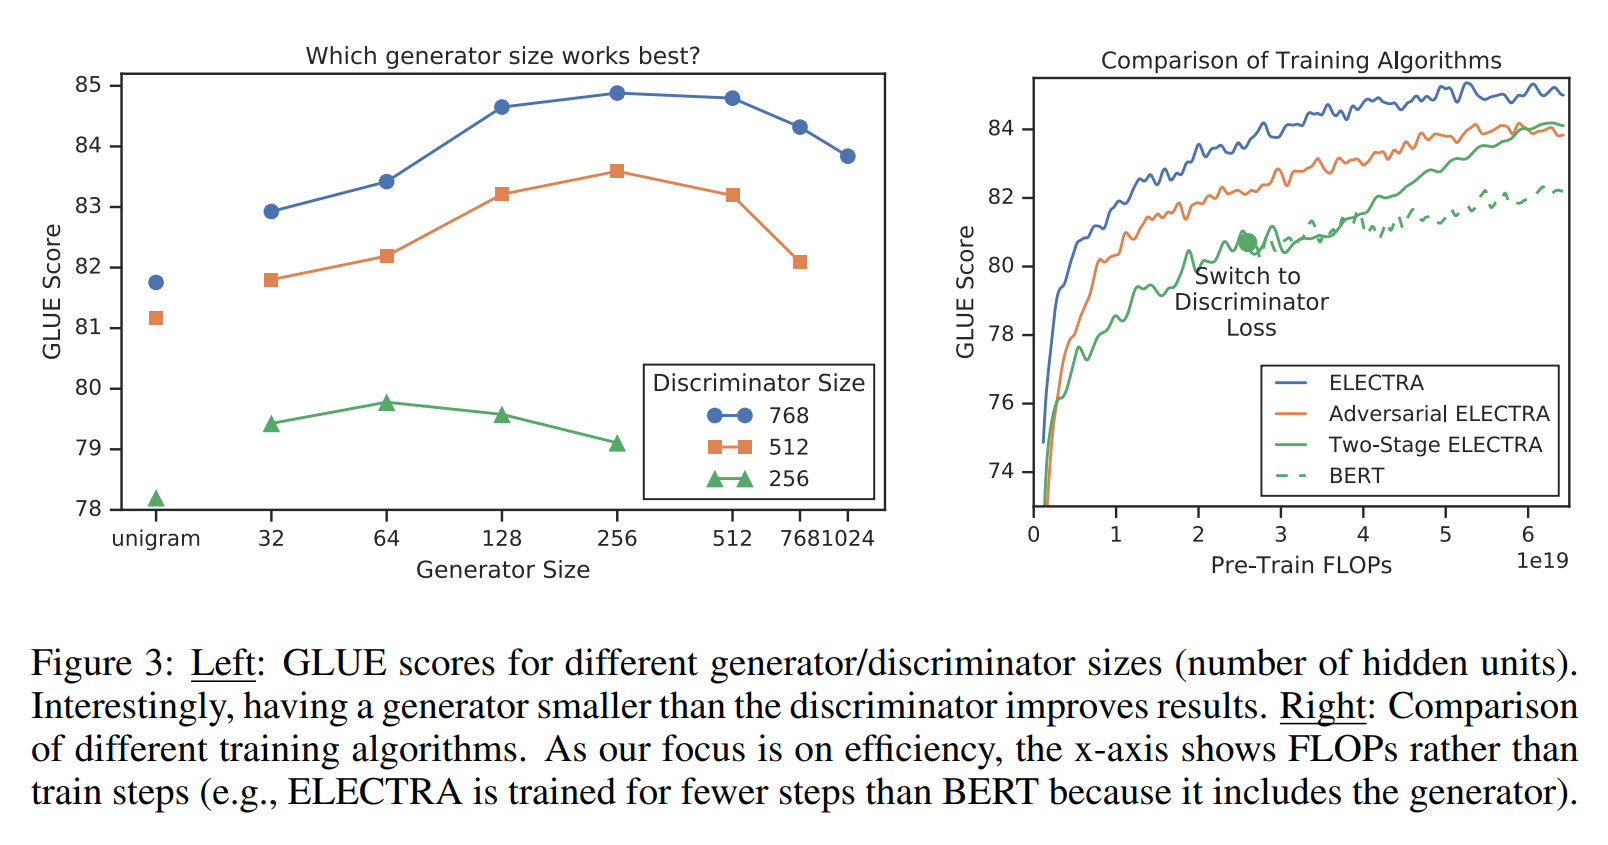 Which generator size works best?
85
84
83
82
81
80
79
78
GLUE Score
unigram 32 64 128 256 512 768 1024
Generator Size
Discriminator Size
768
512
256
Comparison of Training Algorithms
84
82
80
78
76
74
GLUE Score
Switch to
Discriminator
Loss
ELECTRA
Adversarial ELECTRA
Two-Stage ELECTRA
BERT
0 1 2 3 4 5 6
1e19
Pre-Train FLOPs
Figure 3: Left: GLUE scores for different generator/discriminator sizes (number of hidden units).
Interestingly, having a generator smaller than the discriminator improves results. Right: Comparison
of different training algorithms. As our focus is on efficiency, the x-axis shows FLOPs rather than
train steps (e.g., ELECTRA is trained for fewer steps than BERT because it includes the generator).